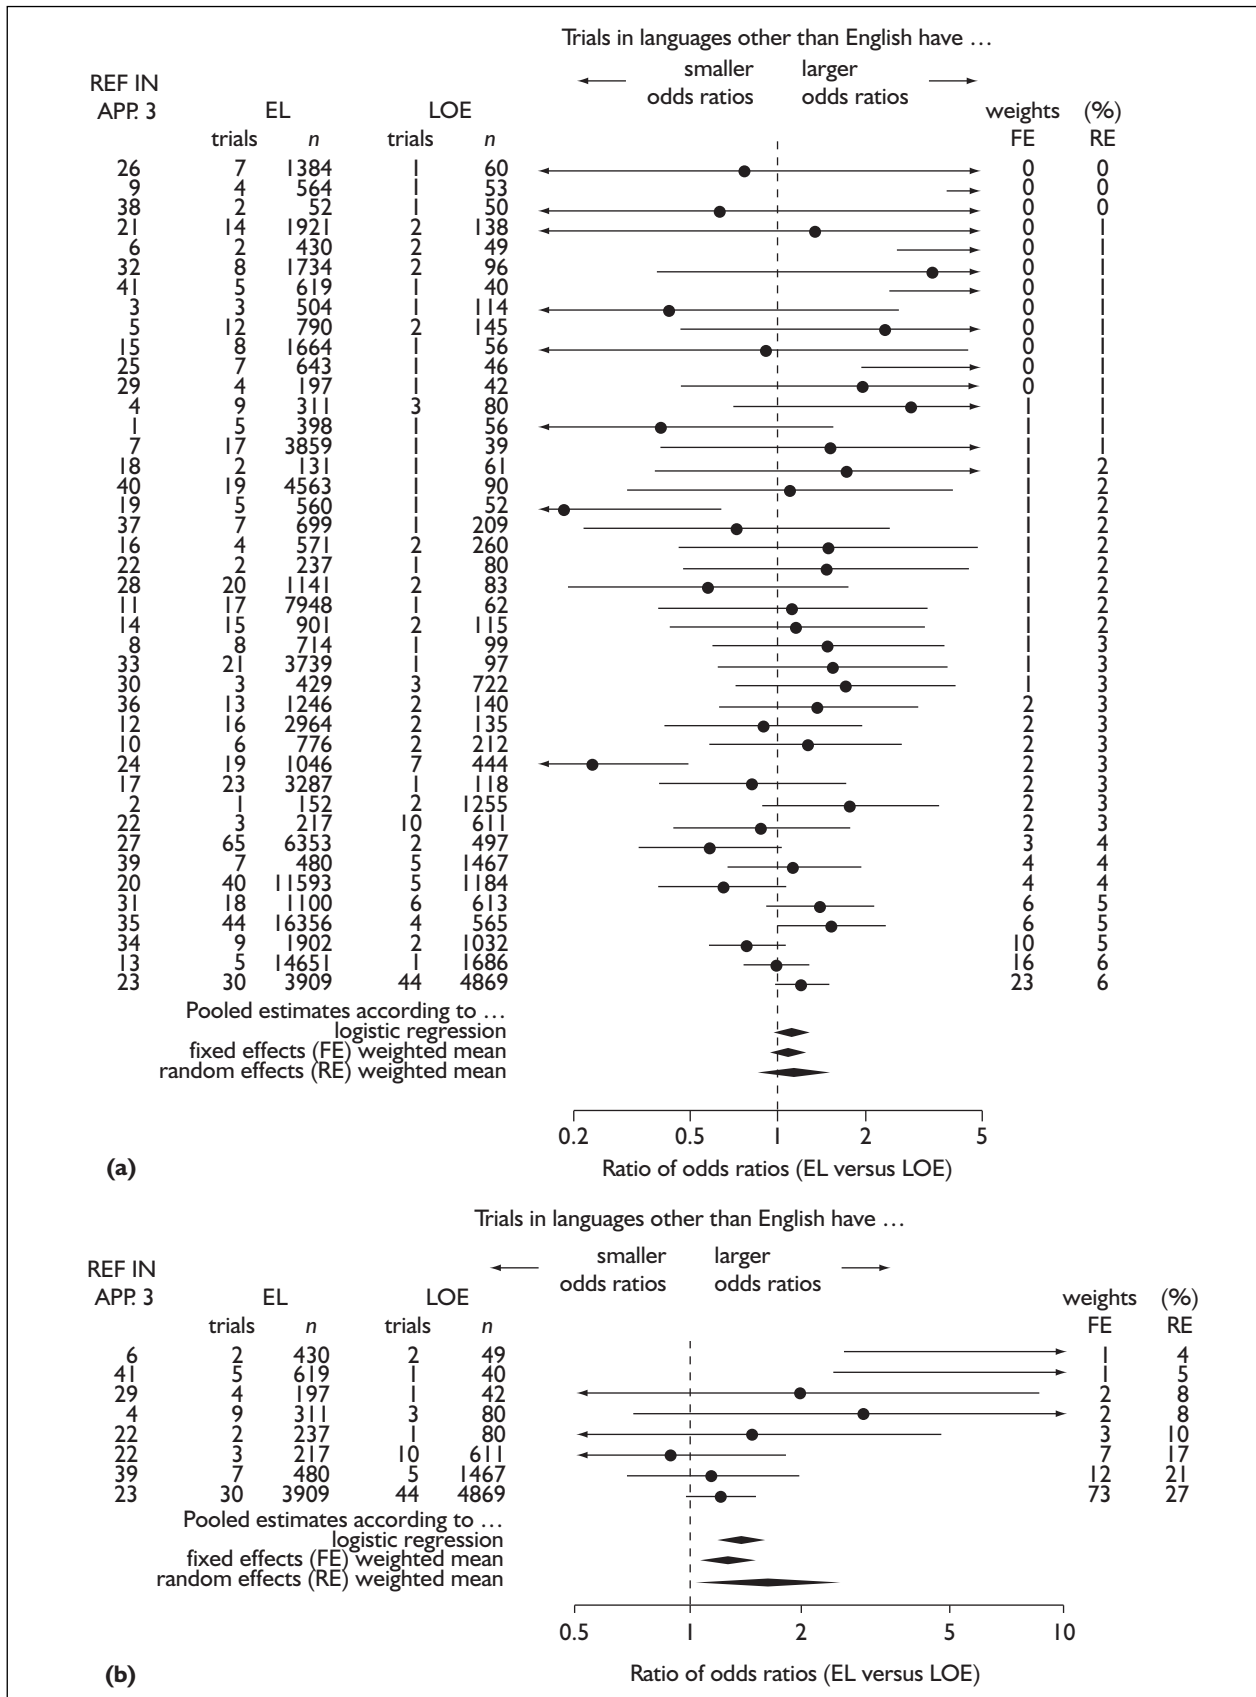 Trials in languages other than English have …
smaller larger
REF IN odds ratios odds ratios
APP. 3 EL LOE weights (%)
trials n trials n FE RE
26 7 1384 1 60 0 0
9 4 564 1 53 0 0
38 2 52 1 50 0 0
21 14 1921 2 138 0 1
6 2 430 2 49 0 1
32 8 1734 2 96 0 1
41 5 619 1 40 0 1
3 3 504 1 114 0 1
5 12 790 2 145 0 1
15 8 1664 1 56 0 1
25 7 643 1 46 0 1
29 4 197 1 42 0 1
4 9 311 3 80 1 1
1 5 398 1 56 1 1
7 17 3859 1 39 1 1
18 2 131 1 61 1 2
40 19 4563 1 90 1 2
19 5 560 1 52 1 2
37 7 699 1 209 1 2
16 4 571 2 260 1 2
22 2 237 1 80 1 2
28 20 1141 2 83 1 2
11 17 7948 1 62 1 2
14 15 901 2 115 1 2
8 8 714 1 99 1 3
33 21 3739 1 97 1 3
30 3 429 3 722 1 3
36 13 1246 2 140 2 3
12 16 2964 2 135 2 3
10 6 776 2 212 2 3
24 19 1046 7 444 2 3
17 23 3287 1 118 2 3
2 1 152 2 1255 2 3
22 3 217 10 611 2 3
27 65 6353 2 497 3 4
39 7 480 5 1467 4 4
20 40 11593 5 1184 4 4
31 18 1100 6 613 6 5
35 44 16356 4 565 6 5
34 9 1902 2 1032 10 5
13 5 14651 1 1686 16 6
23 30 3909 44 4869 23 6
Pooled estimates according to …
logistic regression
fixed effects (FE) weighted mean
random effects (RE) weighted mean
0.2 0.5 1 2 5
(a) Ratio of odds ratios (EL versus LOE)
Trials in languages other than English have …
smaller larger
REF IN odds ratios odds ratios
APP. 3 EL LOE weights (%)
trials n trials n FE RE
6 2 430 2 49 1 4
41 5 619 1 40 1 5
29 4 197 1 42 2 8
4 9 311 3 80 2 8
22 2 237 1 80 3 10
22 3 217 10 611 7 17
39 7 480 5 1467 12 21
23 30 3909 44 4869 73 27
Pooled estimates according to …
logistic regression
fixed effects (FE) weighted mean
random effects (RE) weighted mean
0.5 1 2 5 10
(b) Ratio of odds ratios (EL versus LOE)